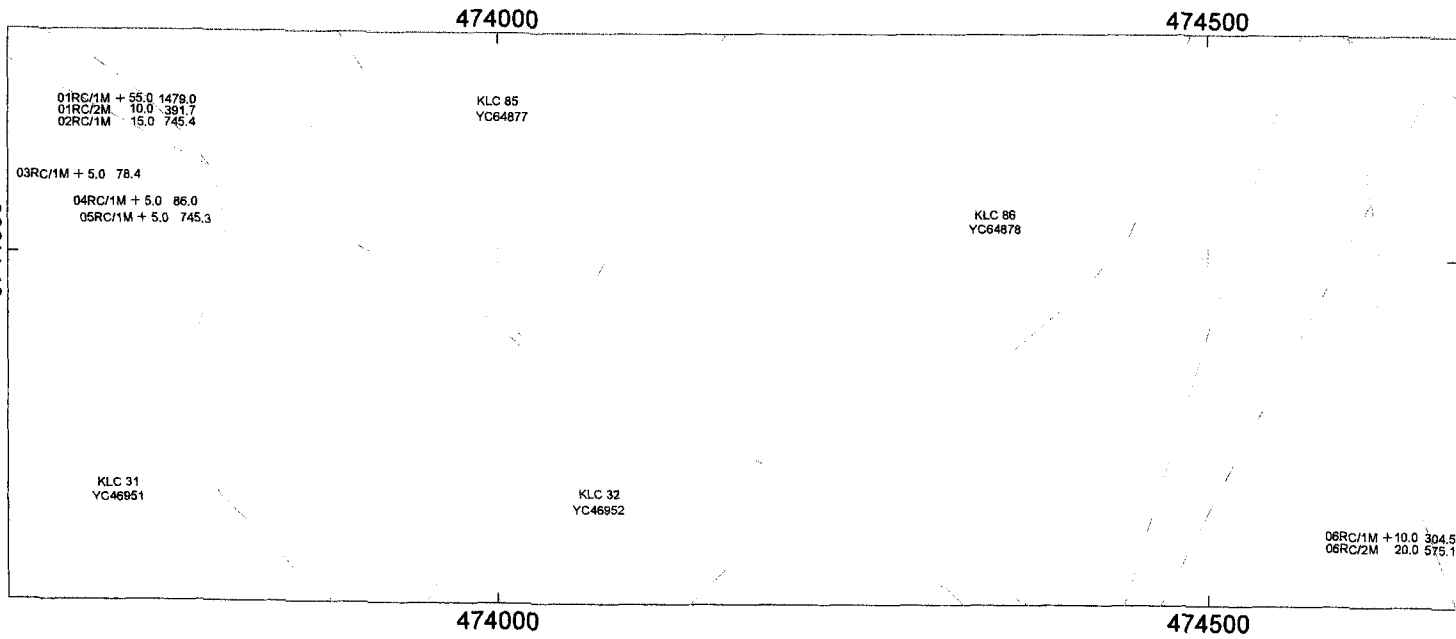 474000
474500
01RC/1M + 55.0 1479.0
01RC/2M 10.0 391.7
02RC/1M 15.0 745.4
KLC 85
YC64877
03RC/1M + 5.0 78.4
04RC/1M + 5.0 86.0
05RC/1M + 5.0 745.3
KLC 86
YC64878
KLC 31
YC46951
KLC 32
YC46952
06RC/1M + 10.0 304.5
06RC/2M 20.0 575.1
474000
474500